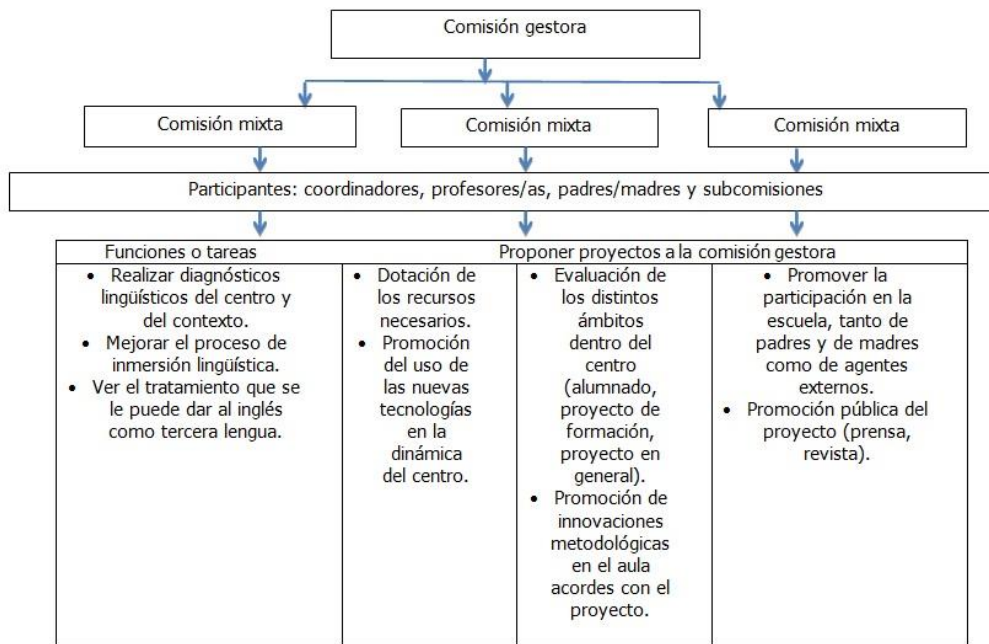 Comisión gestora
Comisión mixta
Comisión mixta
Comisión mixta
Participantes: coordinadores, profesores/as, padres/madres y subcomisiones
Funciones o tareas
Proponer proyectos a la comisión gestora
• Realizar diagnósticos
lingüísticos del centro y
del contexto.
• Mejorar el proceso de
inmersión lingüística.
• Ver el tratamiento que se
le puede dar al inglés
como tercera lengua.
• Dotación de
los recursos
necesarios.
• Promoción
del uso de
las nuevas
tecnologías
en la
dinámica
del centro.
• Evaluación de
los distintos
ámbitos
dentro del
centro
(alumnado,
proyecto de
formación,
proyecto en
general).
• Promoción de
innovaciones
metodológicas
en el aula
acordes con el
proyecto.
• Promover la
participación en la
escuela, tanto de
padres y de madres
como de agentes
externos.
• Promoción pública del
proyecto (prensa,
revista).